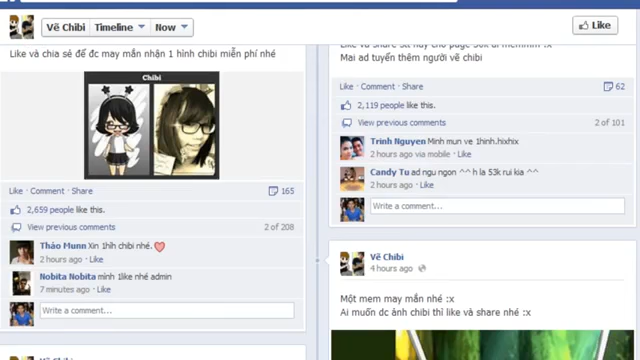 Vẽ Chibi
Timeline
Now
Like
Like và chia sẻ để đc may mắn nhận 1 hình chibi miễn phí nhé
Chibi
Like · Comment · Share
165
2,659 people like this.
View previous comments
2 of 208
Thảo Munn Xin 1hih chibi nhé.
2 hours ago · Like
Nobita Nobita mình 1like nhé admin
7 minutes ago · Like
Write a comment...
Mai ad tuyển thêm người vẽ chibi
Like · Comment · Share
62
2,119 people like this.
View previous comments
2 of 101
Trinh Nguyen Minh mun ve 1hinh.hixhix
2 hours ago via mobile · Like
Candy Tu ad ngu ngon ^^ h la 53k rui kia ^^
2 hours ago · Like
Write a comment...
Vẽ Chibi
4 hours ago
Một mem may mắn nhé :x
Ai muốn dc ảnh chibi thì like và share nhé :x